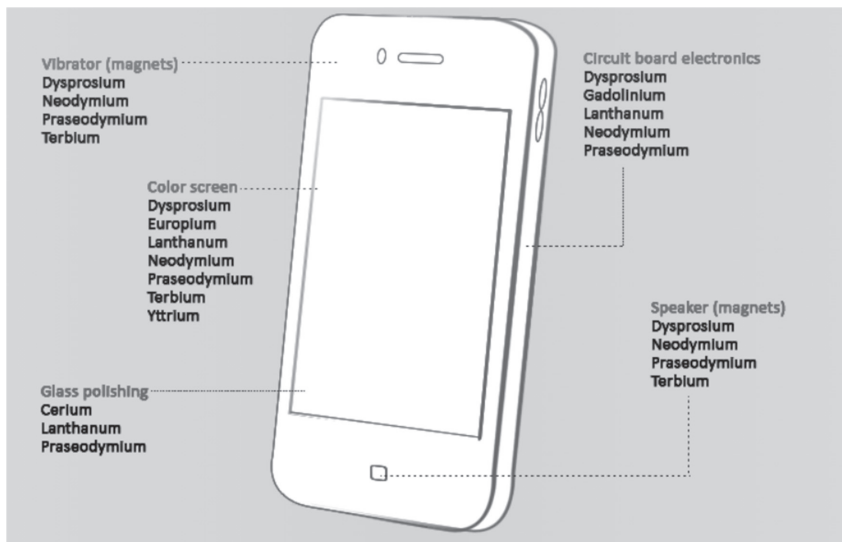 Vibrator (magnets)
Dysprosium
Neodymium
Praseodymium
Terbium
Color screen
Dysprosium
Europium
Lanthanum
Neodymium
Praseodymium
Terbium
Yttrium
Glass polishing
Cerium
Lanthanum
Praseodymium
Circuit board electronics
Dysprosium
Gadolinium
Lanthanum
Neodymium
Praseodymium
Speaker (magnets)
Dysprosium
Neodymium
Praseodymium
Terbium